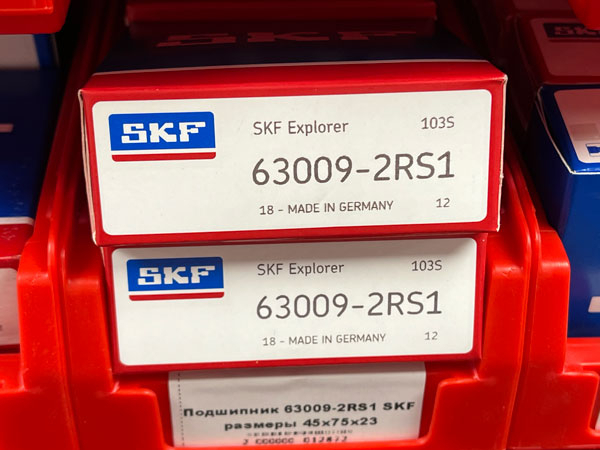 SKF
SKF Explorer 103S
63009-2RS1
18 - MADE IN GERMANY 12
SKF
SKF Explorer 103S
63009-2RS1
18 - MADE IN GERMANY 12
Подшипник 63009-2RS1 SKF
размеры 45x75x23